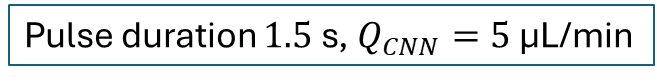 Pulse duration 1.5 s, Q_CNN = 5 µL/min